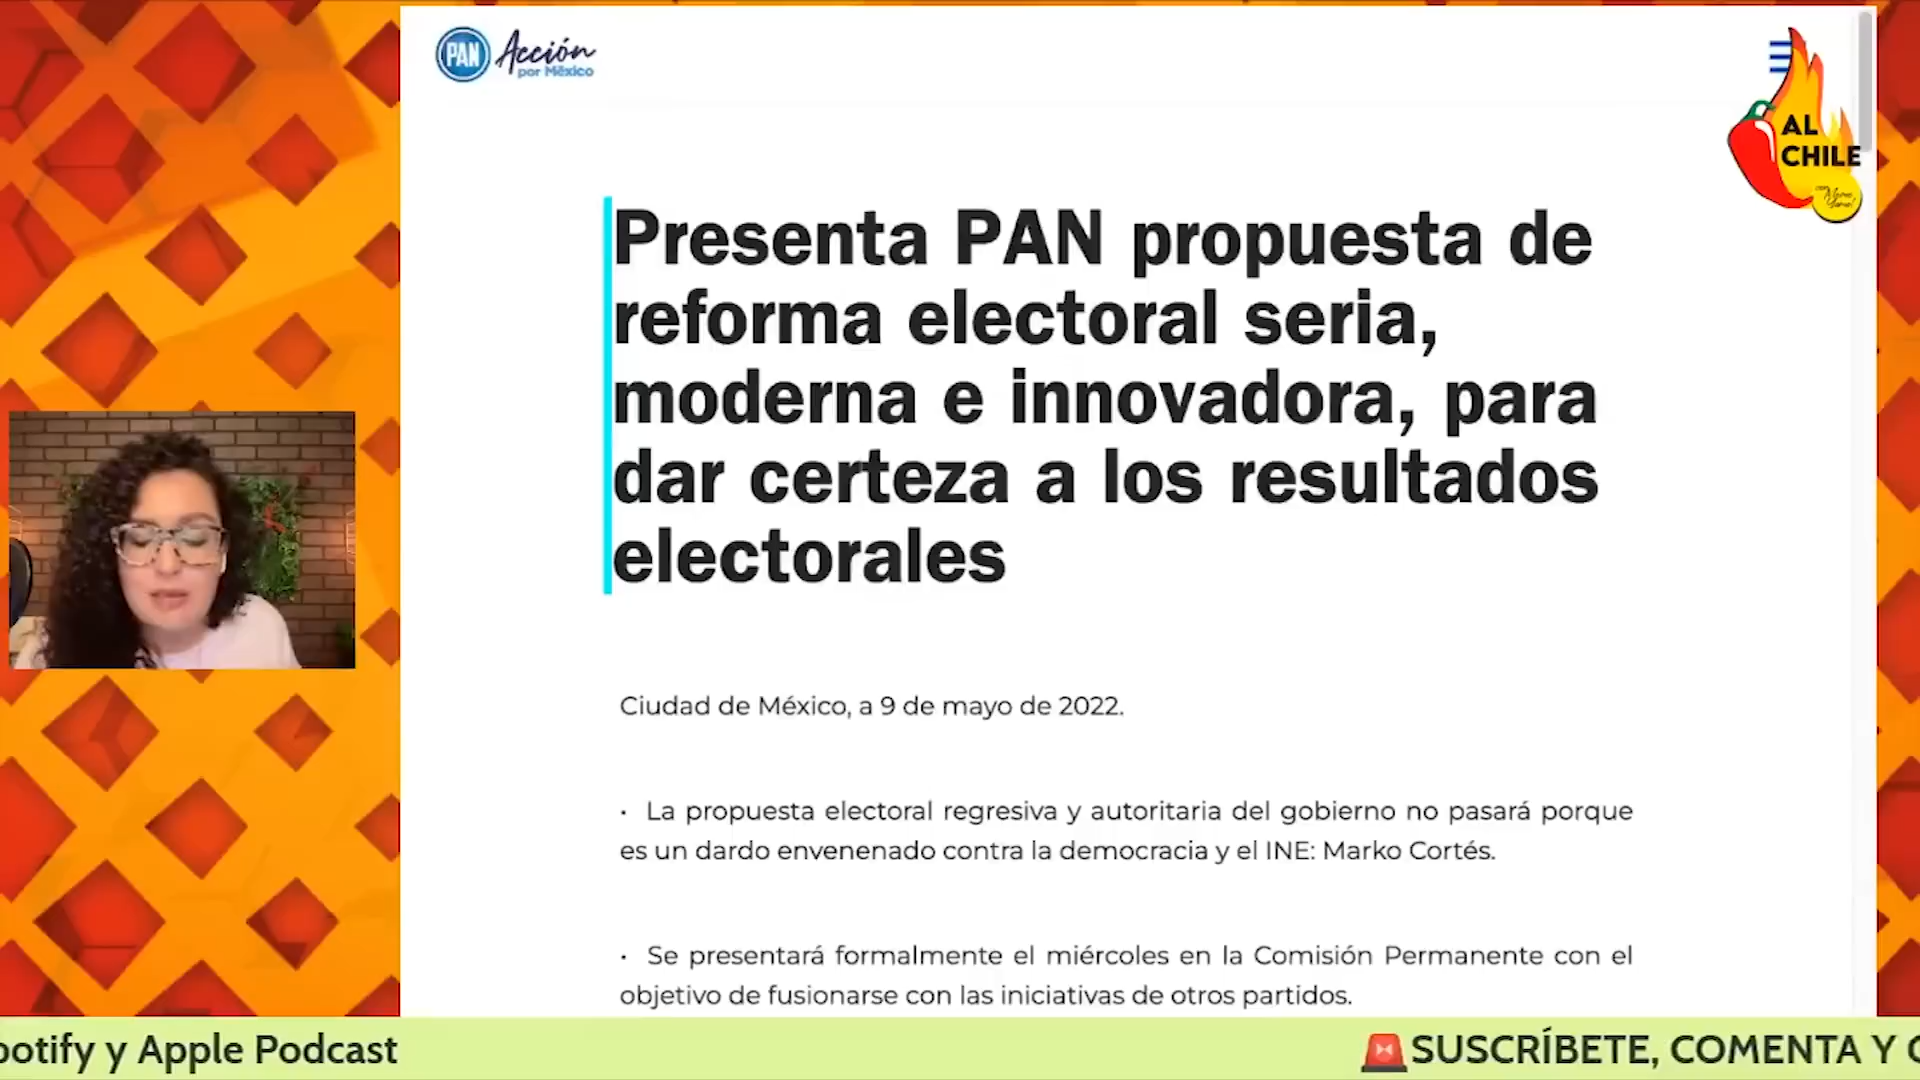 PAN Acción
por México
AL
CHILE
Presenta PAN propuesta de
reforma electoral seria,
moderna e innovadora, para
dar certeza a los resultados
electorales
Ciudad de México, a 9 de mayo de 2022.
· La propuesta electoral regresiva y autoritaria del gobierno no pasará porque
es un dardo envenenado contra la democracia y el INE: Marko Cortés.
· Se presentará formalmente el miércoles en la Comisión Permanente con el
objetivo de fusionarse con las iniciativas de otros partidos.
potify y Apple Podcast
SUSCRÍBETE, COMENTA Y